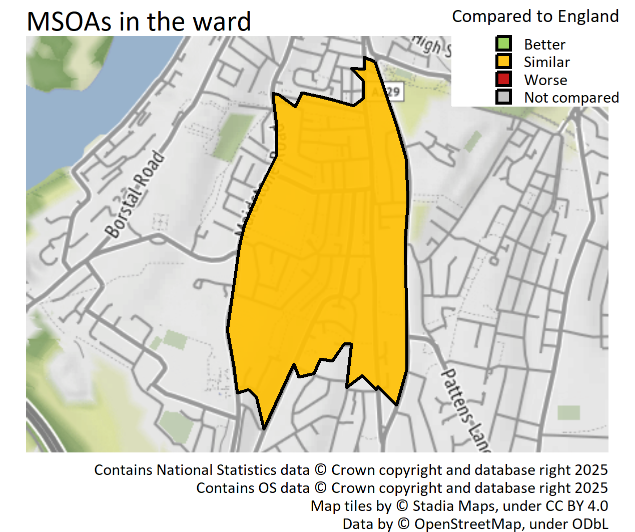 MSOAs in the ward
Compared to England
Better
Similar
Worse
Not compared
High S
Borstal Road
Pattens Lane
Contains National Statistics data © Crown copyright and database right 2025
Contains OS data © Crown copyright and database right 2025
Map tiles by © Stadia Maps, under CC BY 4.0
Data by © OpenStreetMap, under ODbL